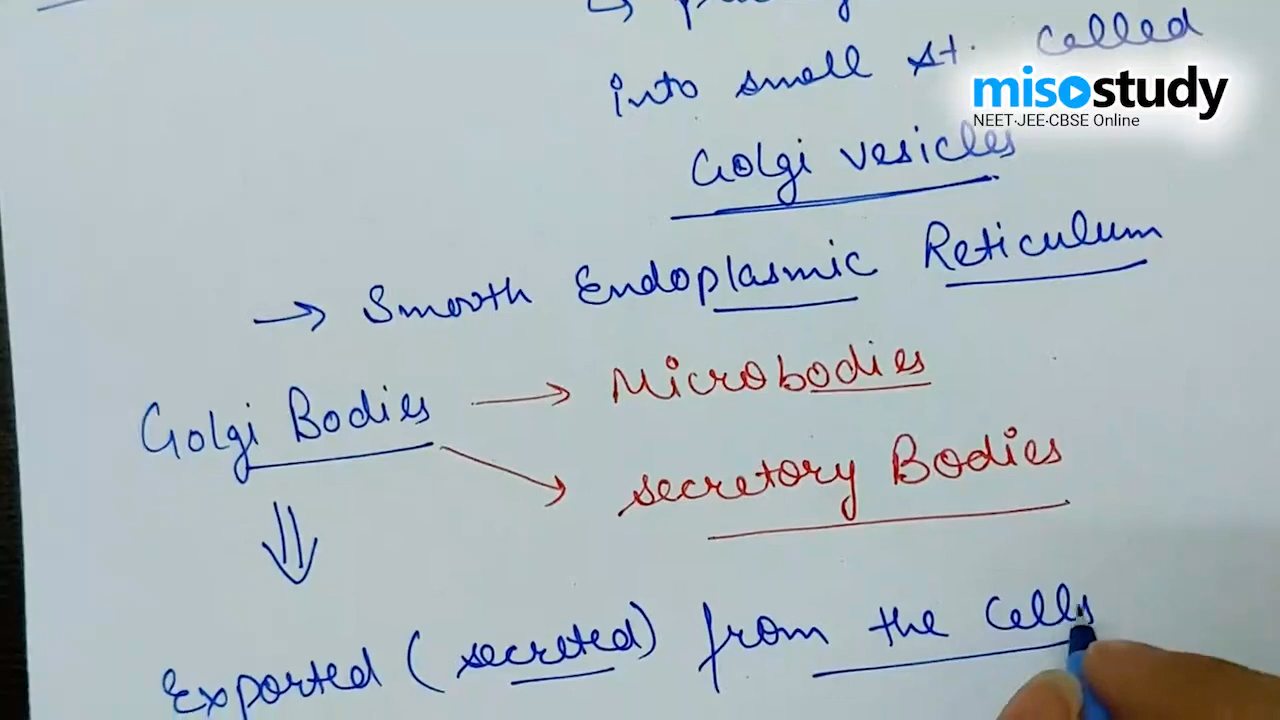 into small st. called
misostudy
NEET·JEE·CBSE Online
Golgi vesicles
→ Smooth Endoplasmic Reticulum
Golgi Bodies → Microbodies
→ secretory Bodies
⇓
Exported (secreted) from the cells